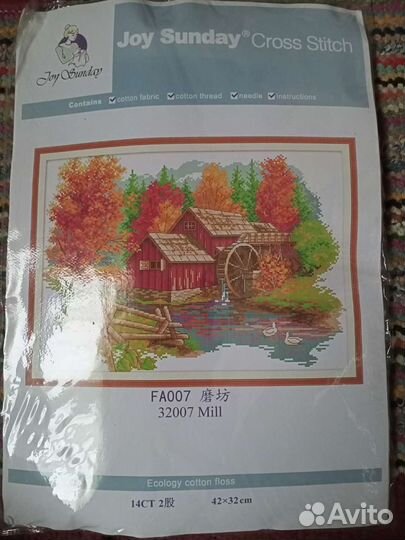 Joy Sunday® Cross Stitch
Joy Sunday
Contains ✓cotton fabric ✓cotton thread ✓needle ✓instructions
FA007 磨坊
32007 Mill
Ecology cotton floss
14CT 2股 42×32cm
Avito